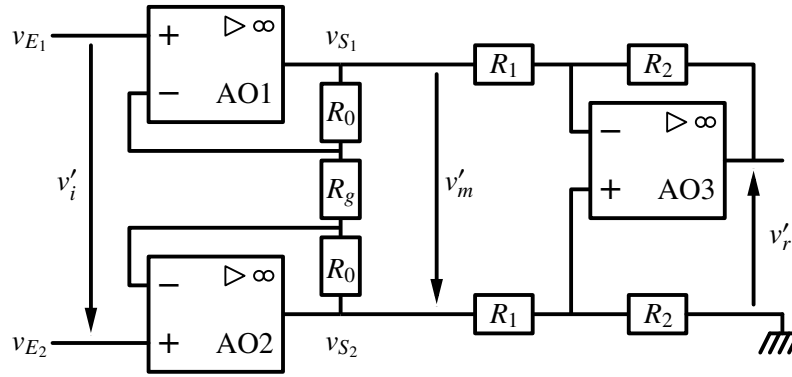 v_{E_1} + ▷ ∞ v_{S_1} R_1 R_2
− AO1 R_0 − ▷ ∞
v'_i R_g v'_m + AO3 v'_r
− ▷ ∞ R_0
v_{E_2} + AO2 v_{S_2} R_1 R_2